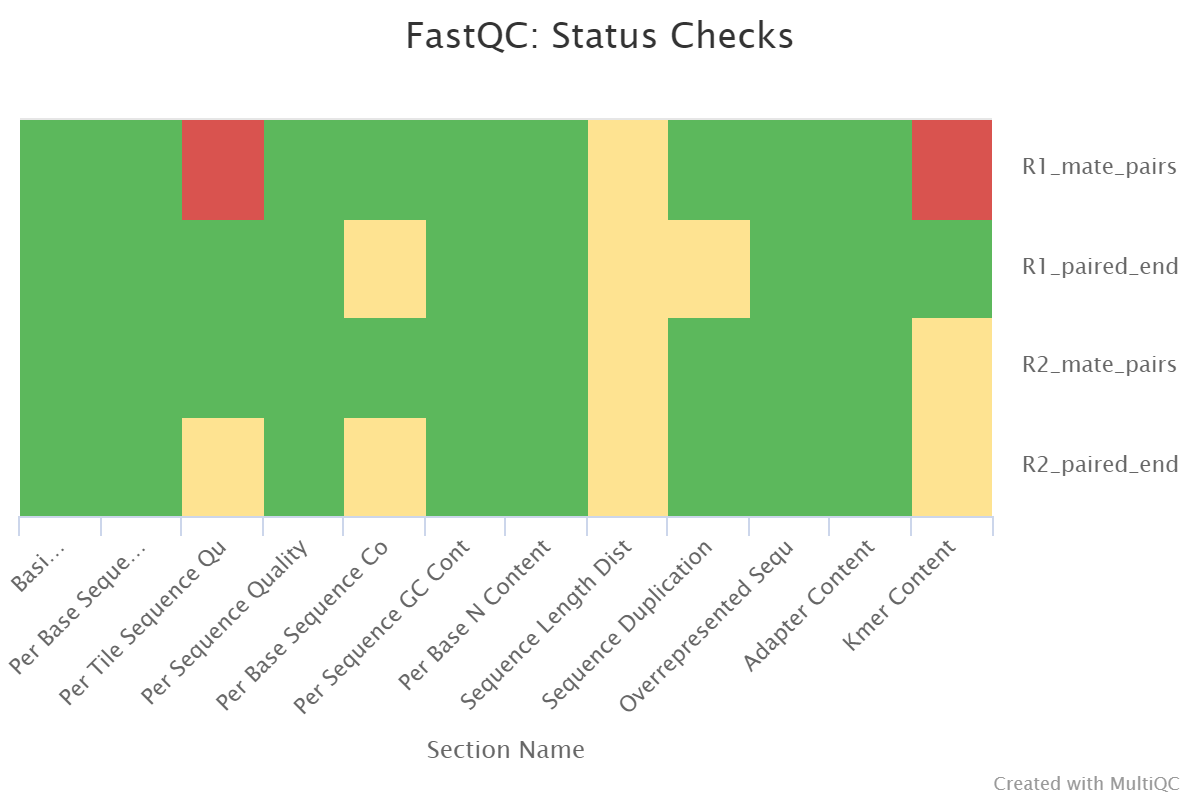 FastQC: Status Checks
R1_mate_pairs
R1_paired_end
R2_mate_pairs
R2_paired_end
Basi...
Per Base Seque...
Per Tile Sequence Qu
Per Sequence Quality
Per Base Sequence Co
Per Sequence GC Cont
Per Base N Content
Sequence Length Dist
Sequence Duplication
Overrepresented Sequ
Adapter Content
Kmer Content
Section Name
Created with MultiQC